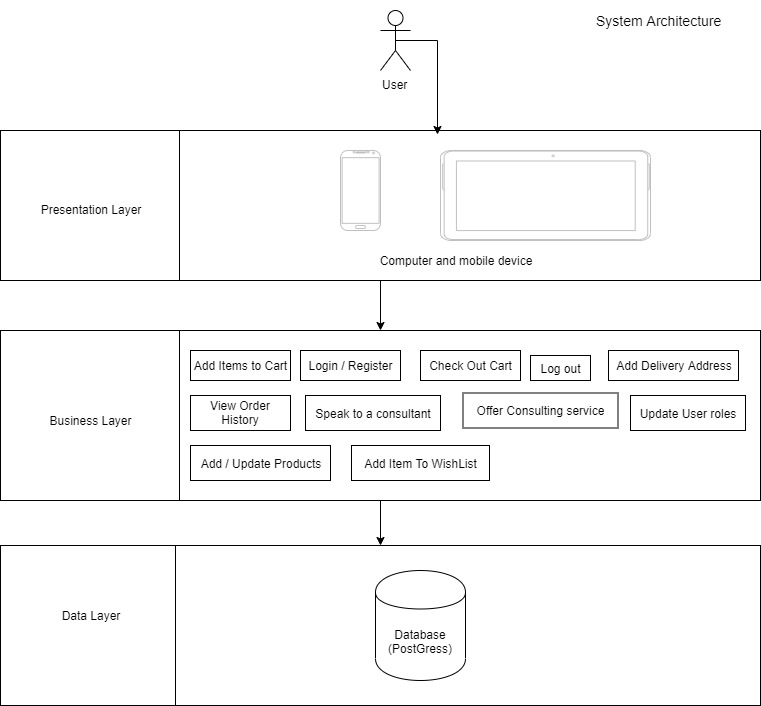 System Architecture
User
Presentation Layer
Computer and mobile device
Business Layer
Add Items to Cart
Login / Register
Check Out Cart
Log out
Add Delivery Address
View Order
History
Speak to a consultant
Offer Consulting service
Update User roles
Add / Update Products
Add Item To WishList
Data Layer
Database
(PostGress)